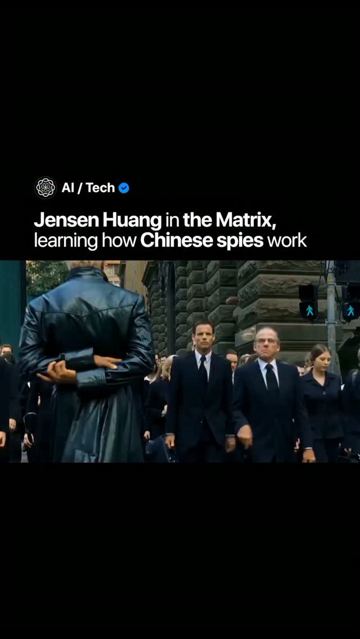 AI / Tech
Jensen Huang in the Matrix,
learning how Chinese spies work